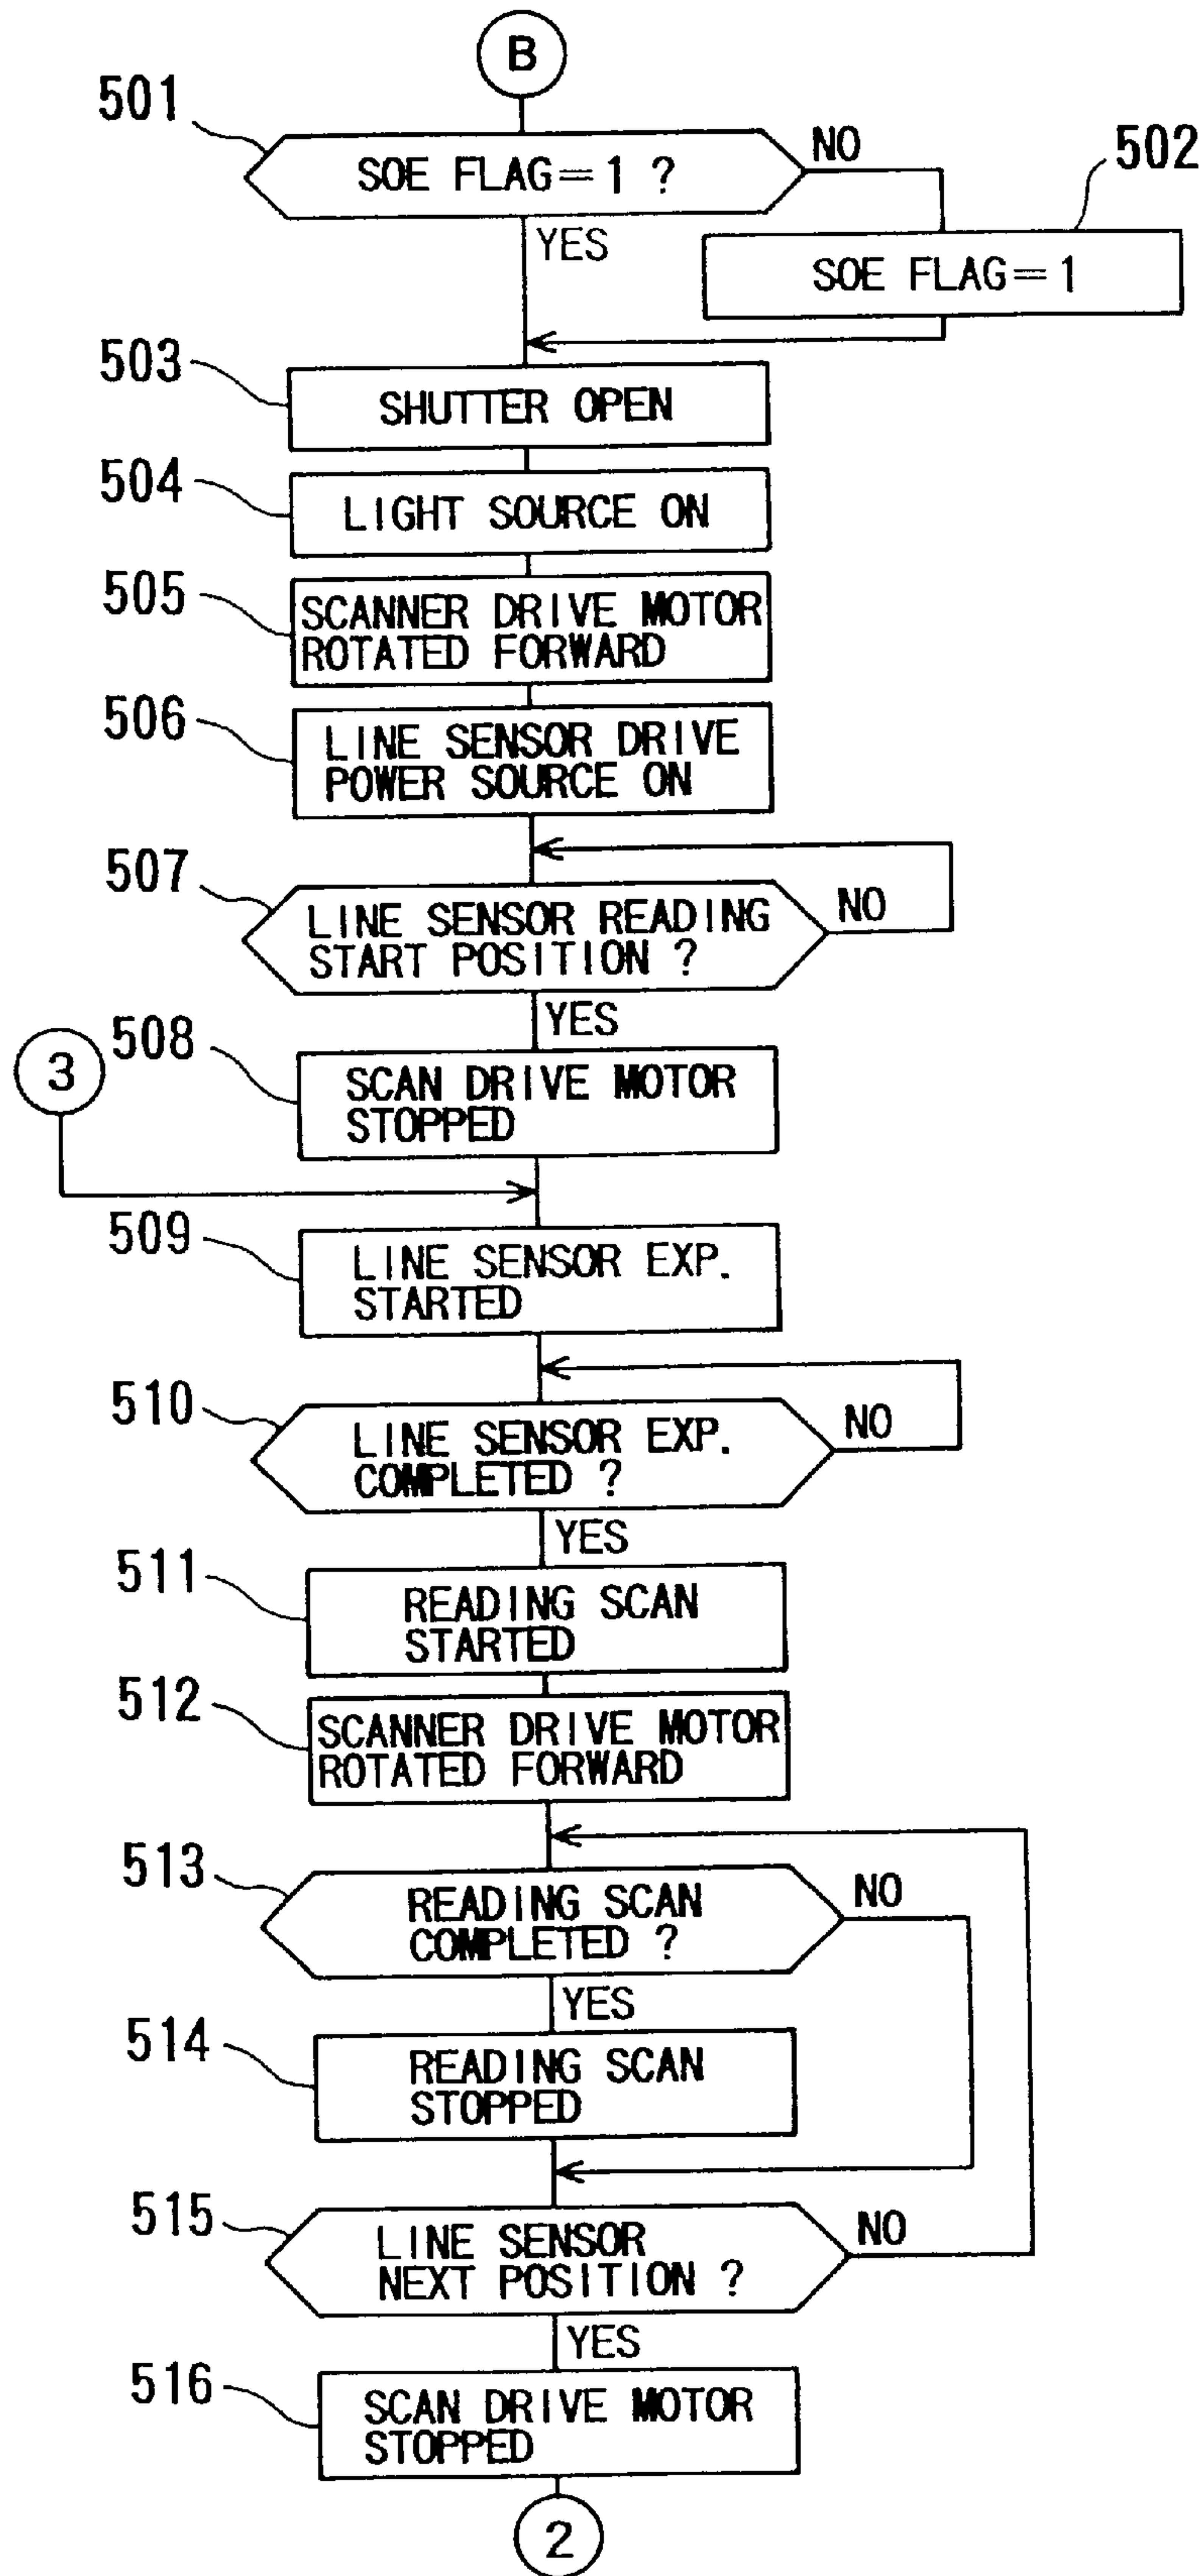 B
501
SOE FLAG=1 ?
NO
502
YES
SOE FLAG=1
503
SHUTTER OPEN
504
LIGHT SOURCE ON
505
SCANNER DRIVE MOTOR
ROTATED FORWARD
506
LINE SENSOR DRIVE
POWER SOURCE ON
507
LINE SENSOR READING
START POSITION ?
NO
YES
3
508
SCAN DRIVE MOTOR
STOPPED
509
LINE SENSOR EXP.
STARTED
510
LINE SENSOR EXP.
COMPLETED ?
NO
YES
511
READING SCAN
STARTED
512
SCANNER DRIVE MOTOR
ROTATED FORWARD
513
READING SCAN
COMPLETED ?
NO
YES
514
READING SCAN
STOPPED
515
LINE SENSOR
NEXT POSITION ?
NO
YES
516
SCAN DRIVE MOTOR
STOPPED
2